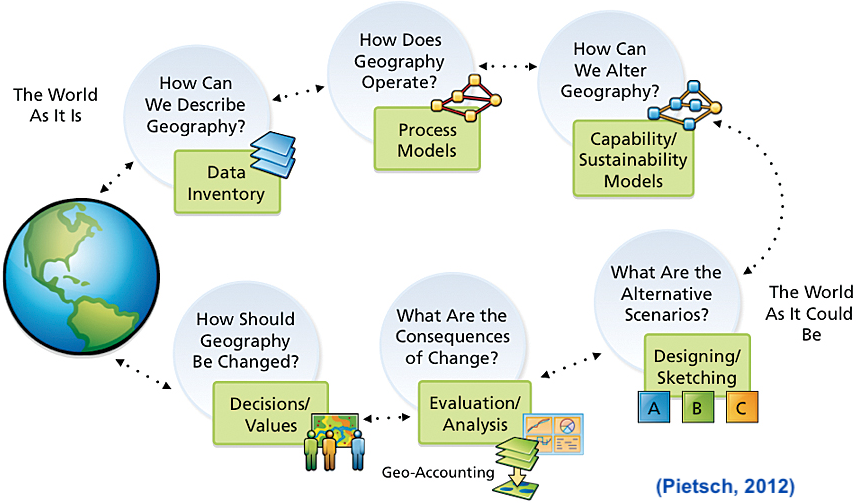 The World
As It Is
How Can
We Describe
Geography?
Data
Inventory
How Does
Geography
Operate?
Process
Models
How Can
We Alter
Geography?
Capability/
Sustainability
Models
The World
As It Could
Be
What Are the
Alternative
Scenarios?
Designing/
Sketching
A B C
What Are the
Consequences
of Change?
Evaluation/
Analysis
Geo-Accounting
How Should
Geography
Be Changed?
Decisions/
Values
(Pietsch, 2012)